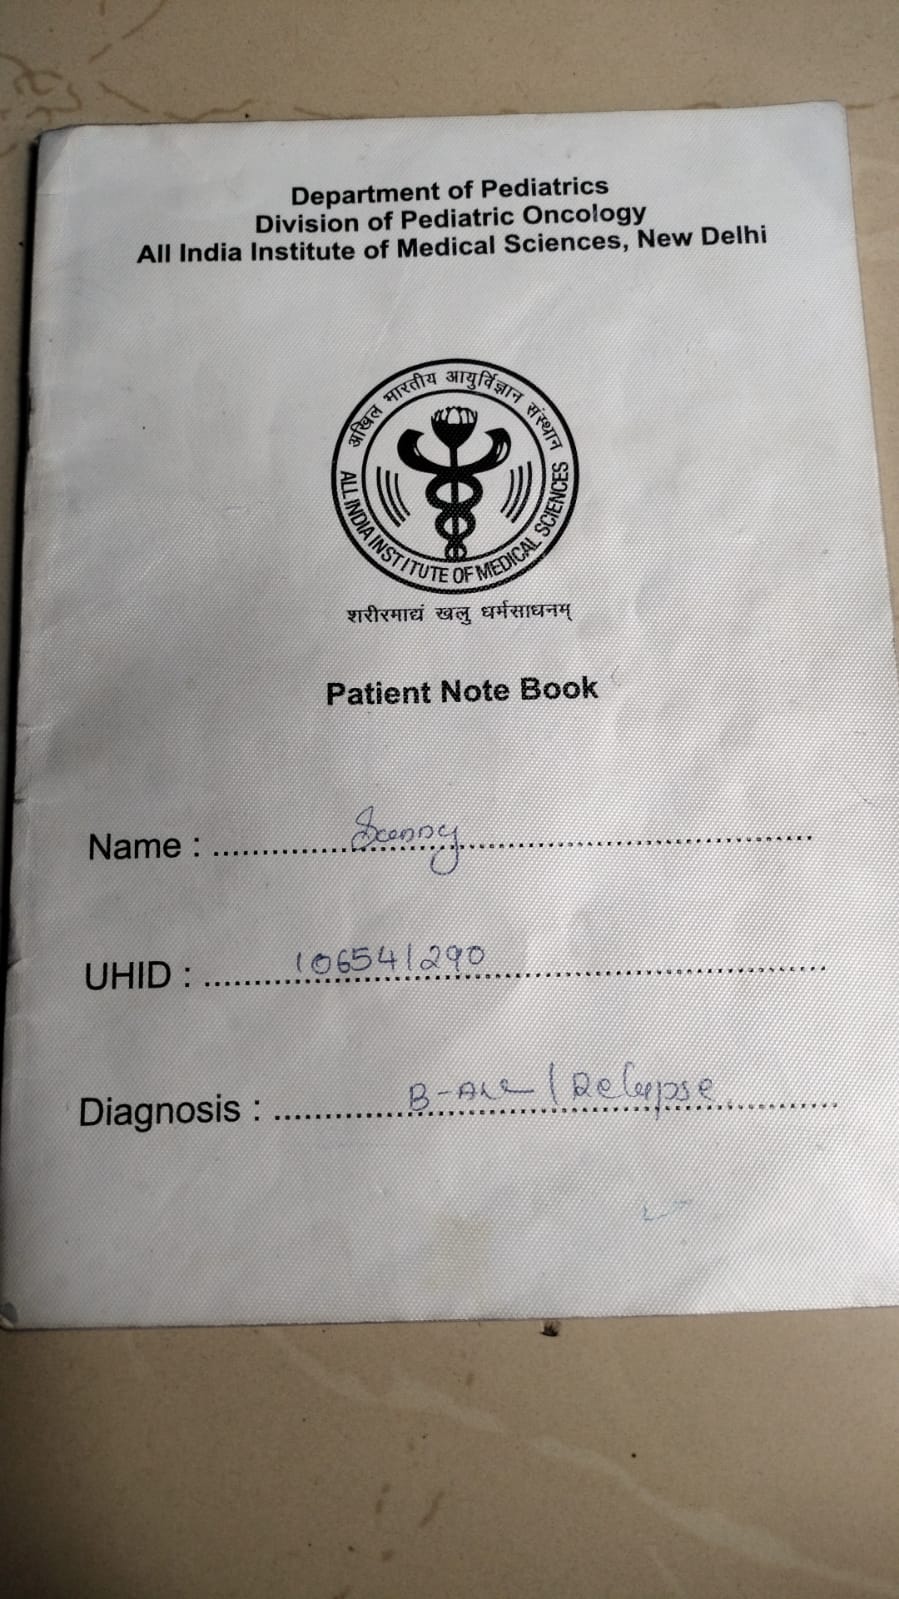 Department of Pediatrics
Division of Pediatric Oncology
All India Institute of Medical Sciences, New Delhi
अखिल भारतीय आयुर्विज्ञान संस्थान
ALL INDIA INSTITUTE OF MEDICAL SCIENCES
शरीरमाद्यं खलु धर्मसाधनम्
Patient Note Book
Name : Sunny
UHID : 106541290
Diagnosis : B-ALL / Relapse